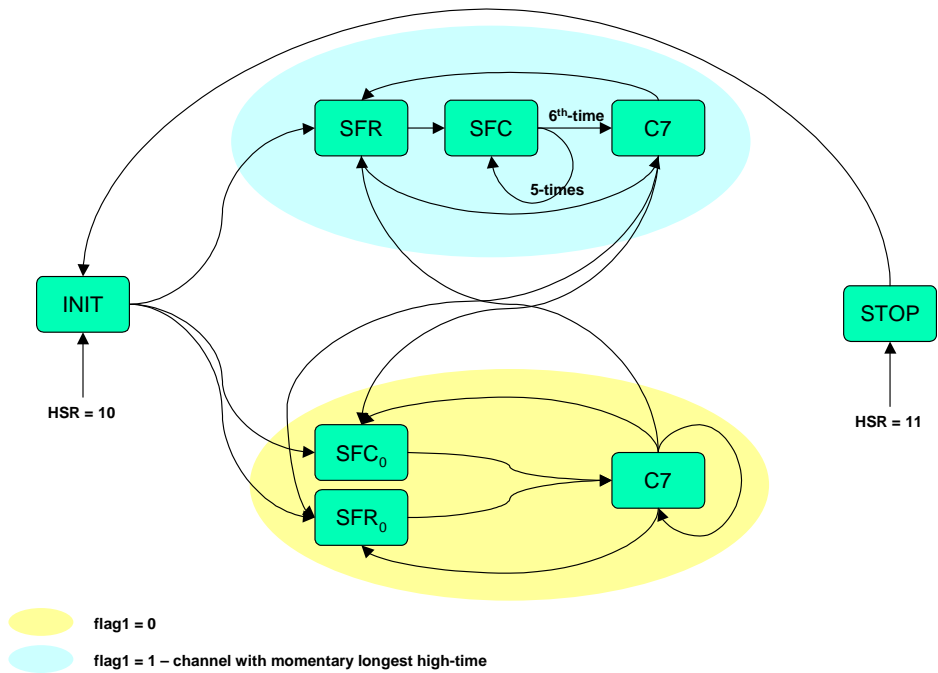 SFR
SFC
6th-time
C7
5-times
INIT
STOP
HSR = 10
HSR = 11
SFC0
C7
SFR0
flag1 = 0
flag1 = 1 – channel with momentary longest high-time